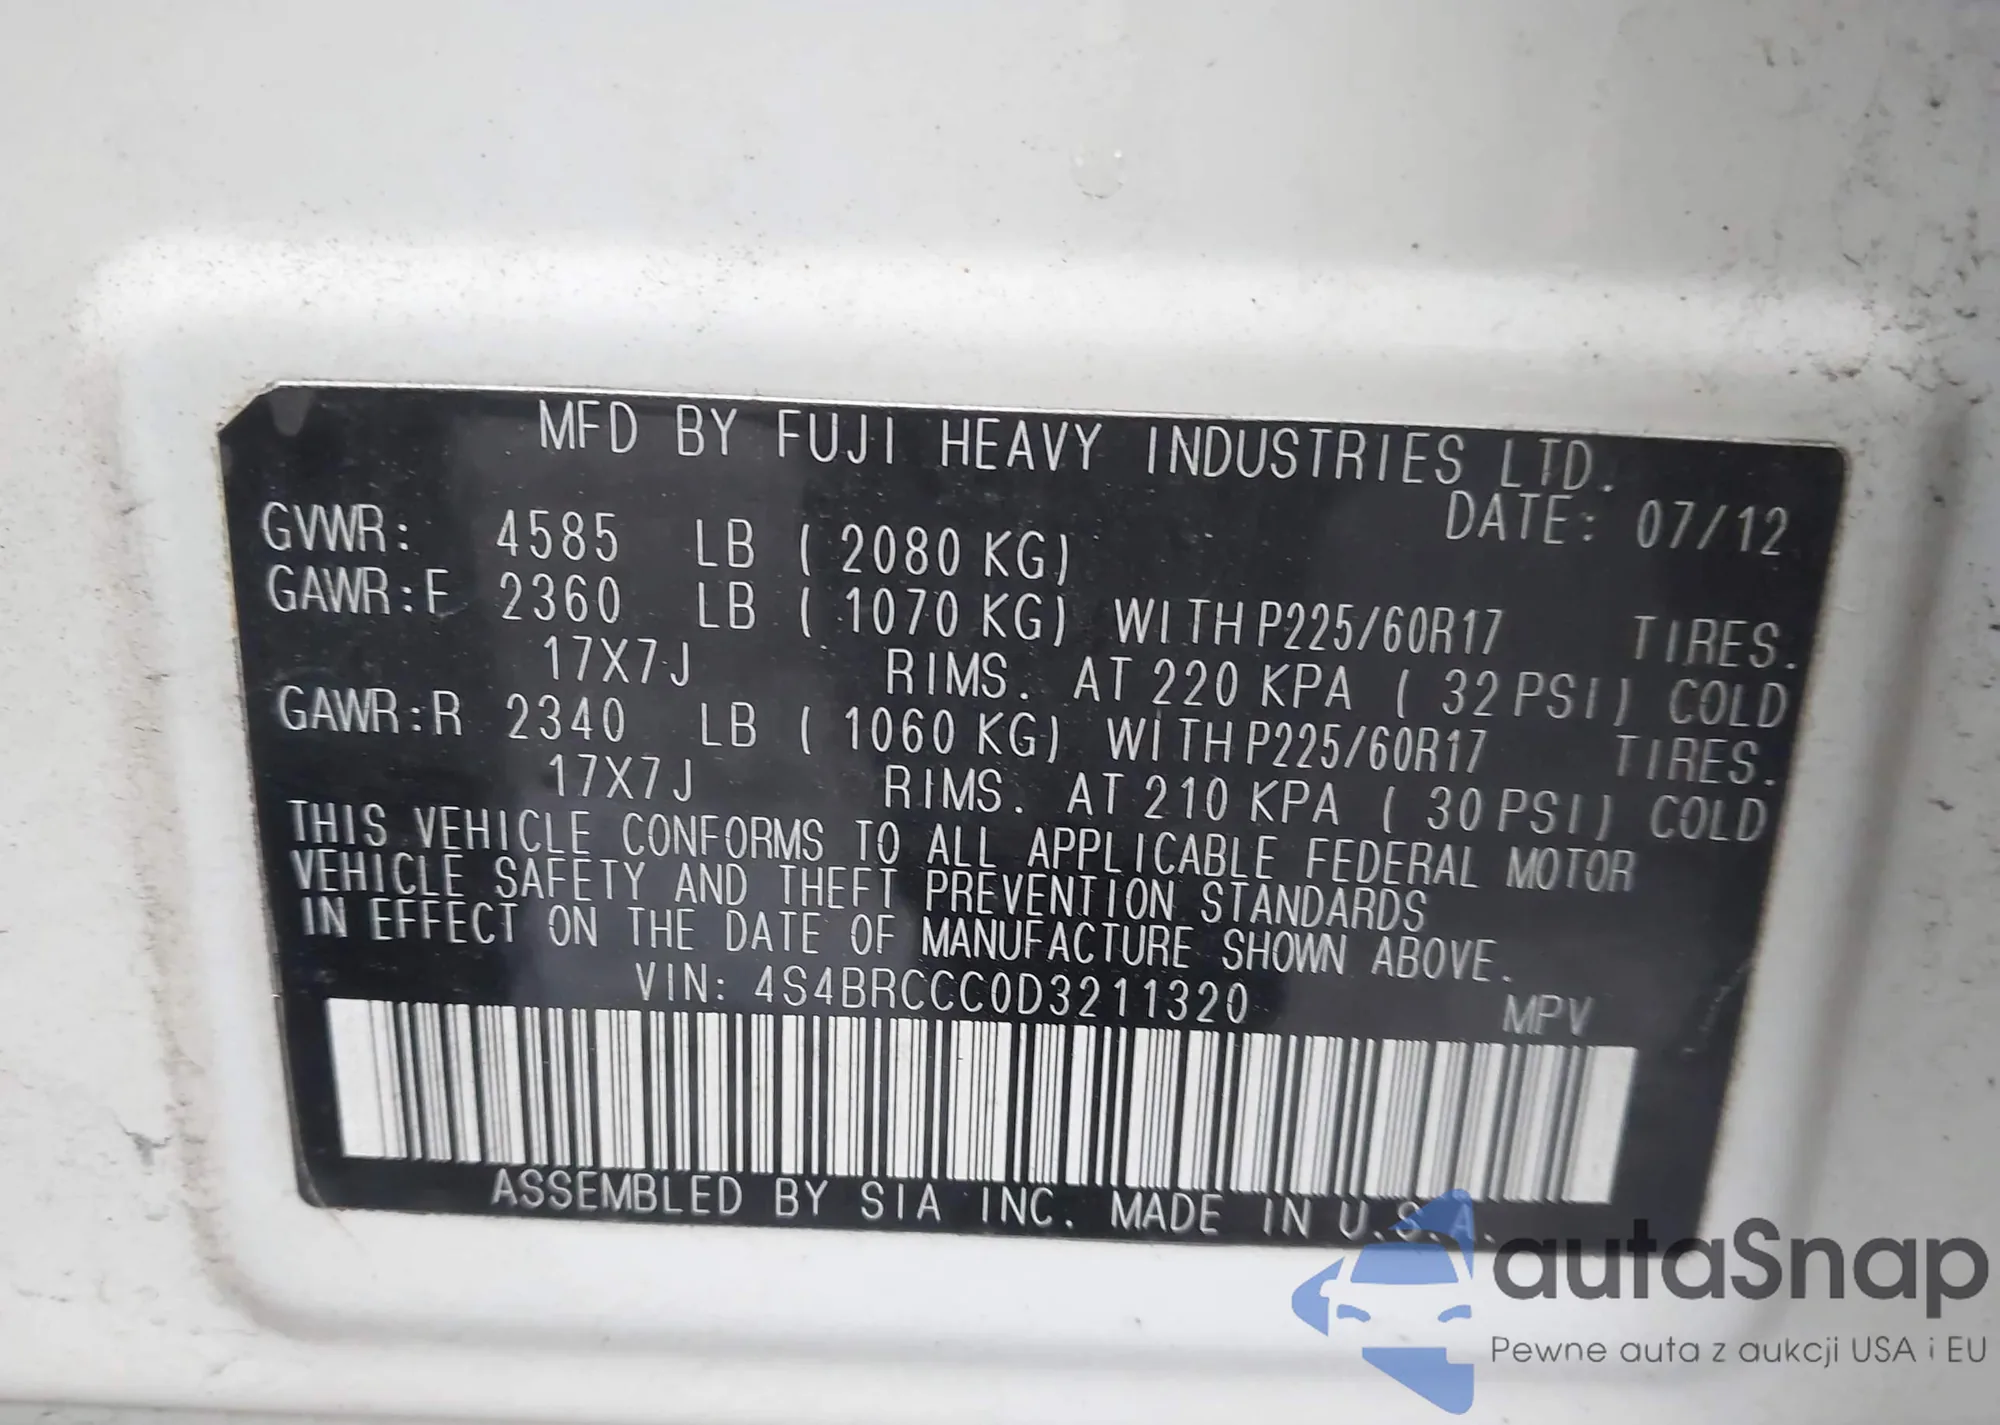 MFD BY FUJI HEAVY INDUSTRIES LTD.
DATE: 07/12
GVWR: 4585 LB ( 2080 KG)
GAWR:F 2360 LB ( 1070 KG) WITH P225/60R17 TIRES.
17X7J RIMS. AT 220 KPA ( 32 PSI) COLD
GAWR:R 2340 LB ( 1060 KG) WITH P225/60R17 TIRES.
17X7J RIMS. AT 210 KPA ( 30 PSI) COLD
THIS VEHICLE CONFORMS TO ALL APPLICABLE FEDERAL MOTOR
VEHICLE SAFETY AND THEFT PREVENTION STANDARDS
IN EFFECT ON THE DATE OF MANUFACTURE SHOWN ABOVE.
VIN: 4S4BRCCC0D3211320 MPV
ASSEMBLED BY SIA INC. MADE IN U.S.A.
autaSnap
Pewne auta z aukcji USA i EU